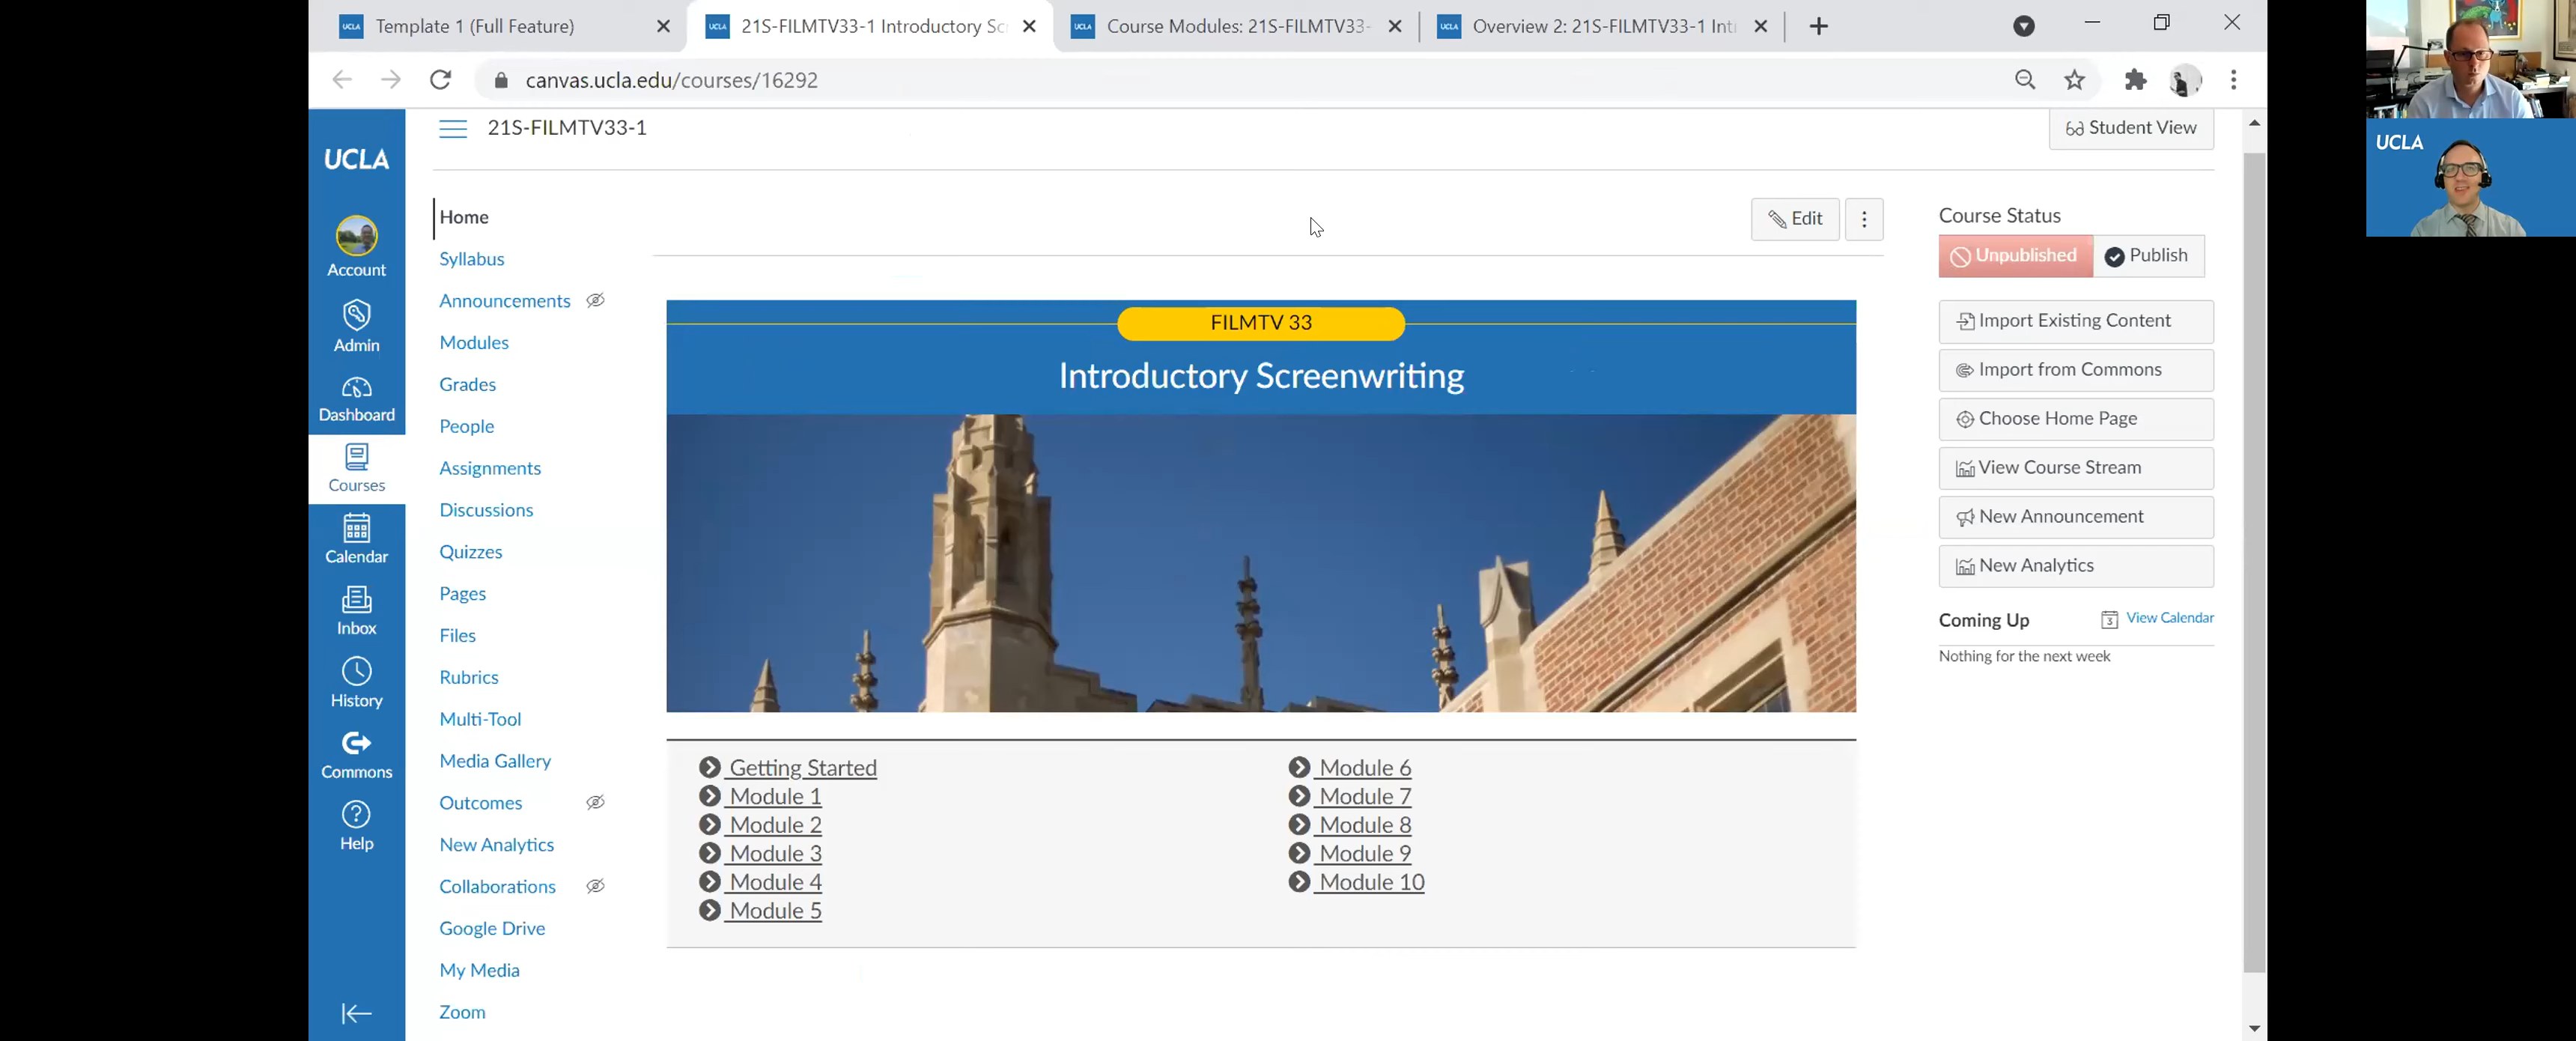 Template 1 (Full Feature)
21S-FILMTV33-1 Introductory Sc
Course Modules: 21S-FILMTV33-
Overview 2: 21S-FILMTV33-1 Int
canvas.ucla.edu/courses/16292
UCLA
Account
Admin
Dashboard
Courses
Calendar
Inbox
History
Commons
Help
21S-FILMTV33-1
Student View
Home
Syllabus
Announcements
Modules
Grades
People
Assignments
Discussions
Quizzes
Pages
Files
Rubrics
Multi-Tool
Media Gallery
Outcomes
New Analytics
Collaborations
Google Drive
My Media
Zoom
Edit
FILMTV 33
Introductory Screenwriting
Getting Started
Module 1
Module 2
Module 3
Module 4
Module 5
Module 6
Module 7
Module 8
Module 9
Module 10
Course Status
Unpublished
Publish
Import Existing Content
Import from Commons
Choose Home Page
View Course Stream
New Announcement
New Analytics
Coming Up
3
View Calendar
Nothing for the next week
UCLA